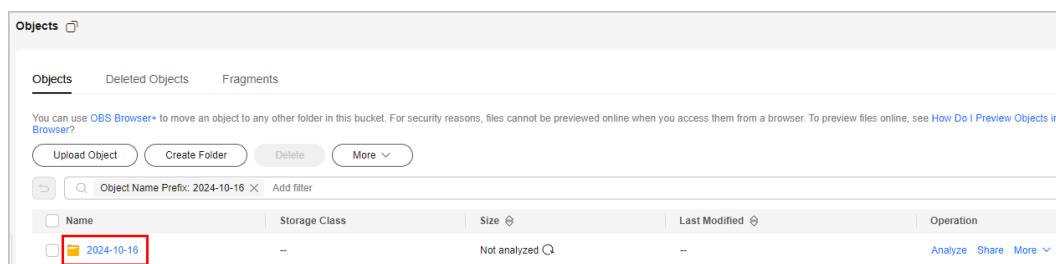 Objects
Objects Deleted Objects Fragments
You can use OBS Browser+ to move an object to any other folder in this bucket. For security reasons, files cannot be previewed online when you access them from a browser. To preview files online, see How Do I Preview Objects in
Browser?
Upload Object Create Folder Delete More
Object Name Prefix: 2024-10-16 Add filter
Name Storage Class Size Last Modified Operation
2024-10-16 -- Not analyzed -- Analyze Share More